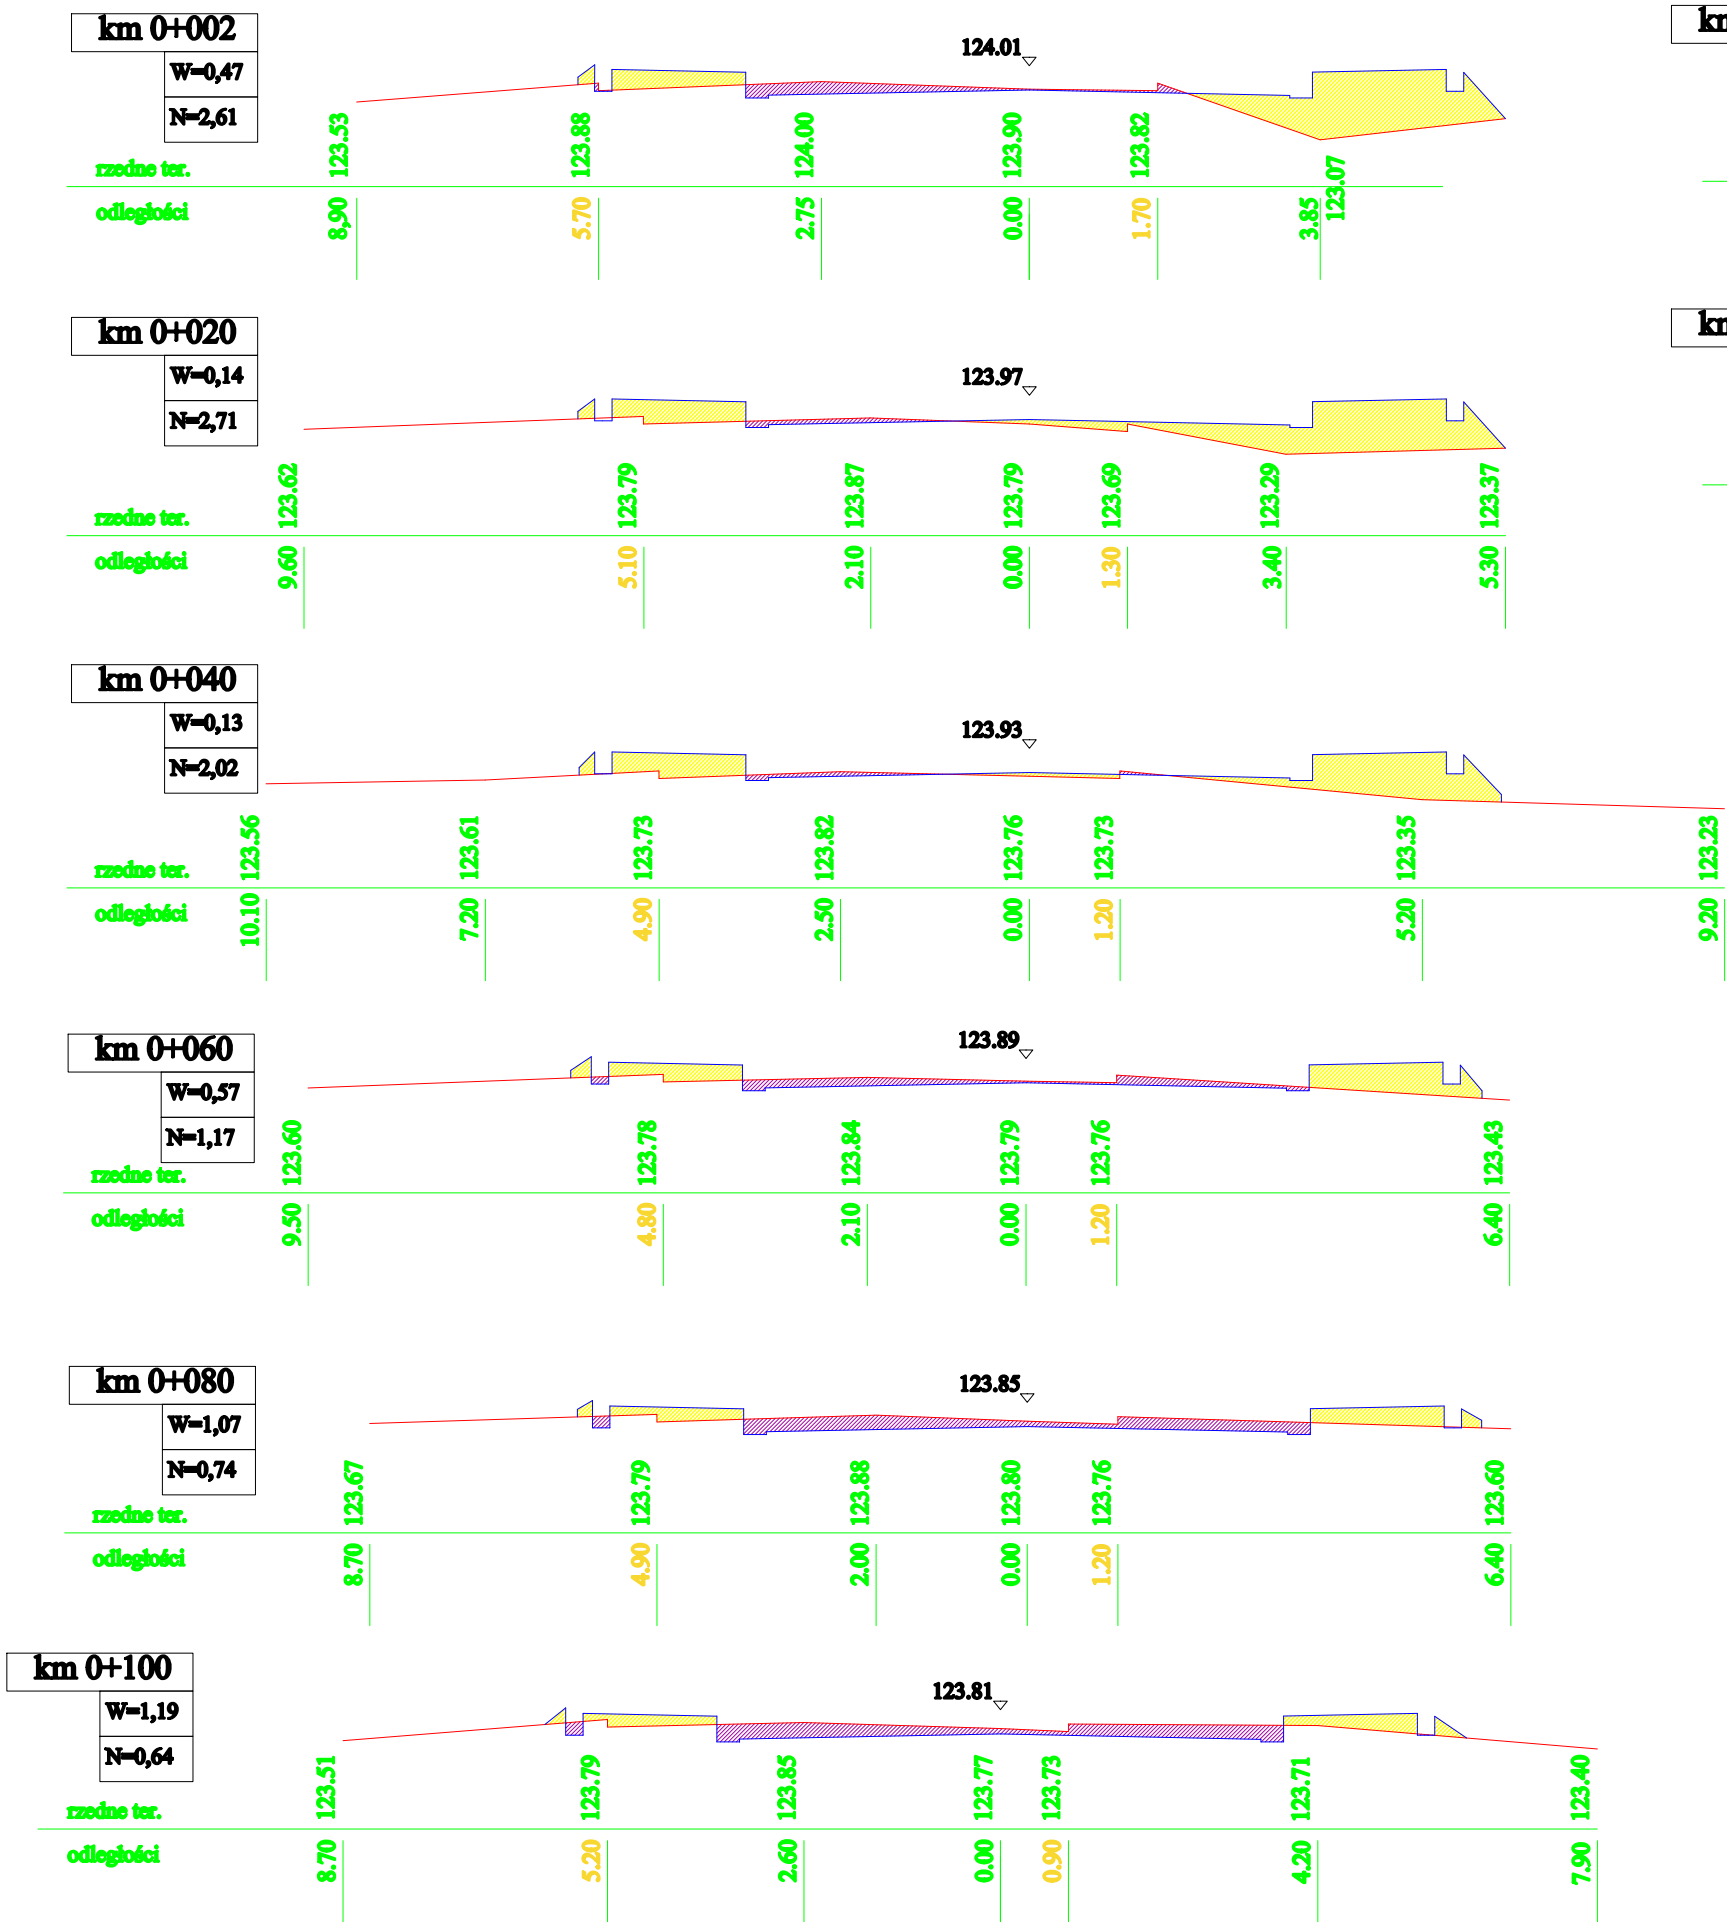 km 0+002
W=0,47
N=2,61
124.01
123.53 123.88 124.00 123.90 123.82 123.07
rzedne ter.
odległości
8,90 5.70 2.75 0.00 1.70 3.85
km 0+020
W=0,14
N=2,71
123.97
123.62 123.79 123.87 123.79 123.69 123.29 123.37
rzedne ter.
odległości
9.60 5.10 2.10 0.00 1.30 3.40 5.30
km 0+040
W=0,13
N=2,02
123.93
123.56 123.61 123.73 123.82 123.76 123.73 123.35 123.23
rzedne ter.
odległości
10.10 7.20 4.90 2.50 0.00 1.20 5.20 9.20
km 0+060
W=0,57
N=1,17
123.89
123.60 123.78 123.84 123.79 123.76 123.43
rzedne ter.
odległości
9.50 4.80 2.10 0.00 1.20 6.40
km 0+080
W=1,07
N=0,74
123.85
123.67 123.79 123.88 123.80 123.76 123.60
rzedne ter.
odległości
8.70 4.90 2.00 0.00 1.20 6.40
km 0+100
W=1,19
N=0,64
123.81
123.51 123.79 123.85 123.77 123.73 123.71 123.40
rzedne ter.
odległości
8.70 5.20 2.60 0.00 0.90 4.20 7.90